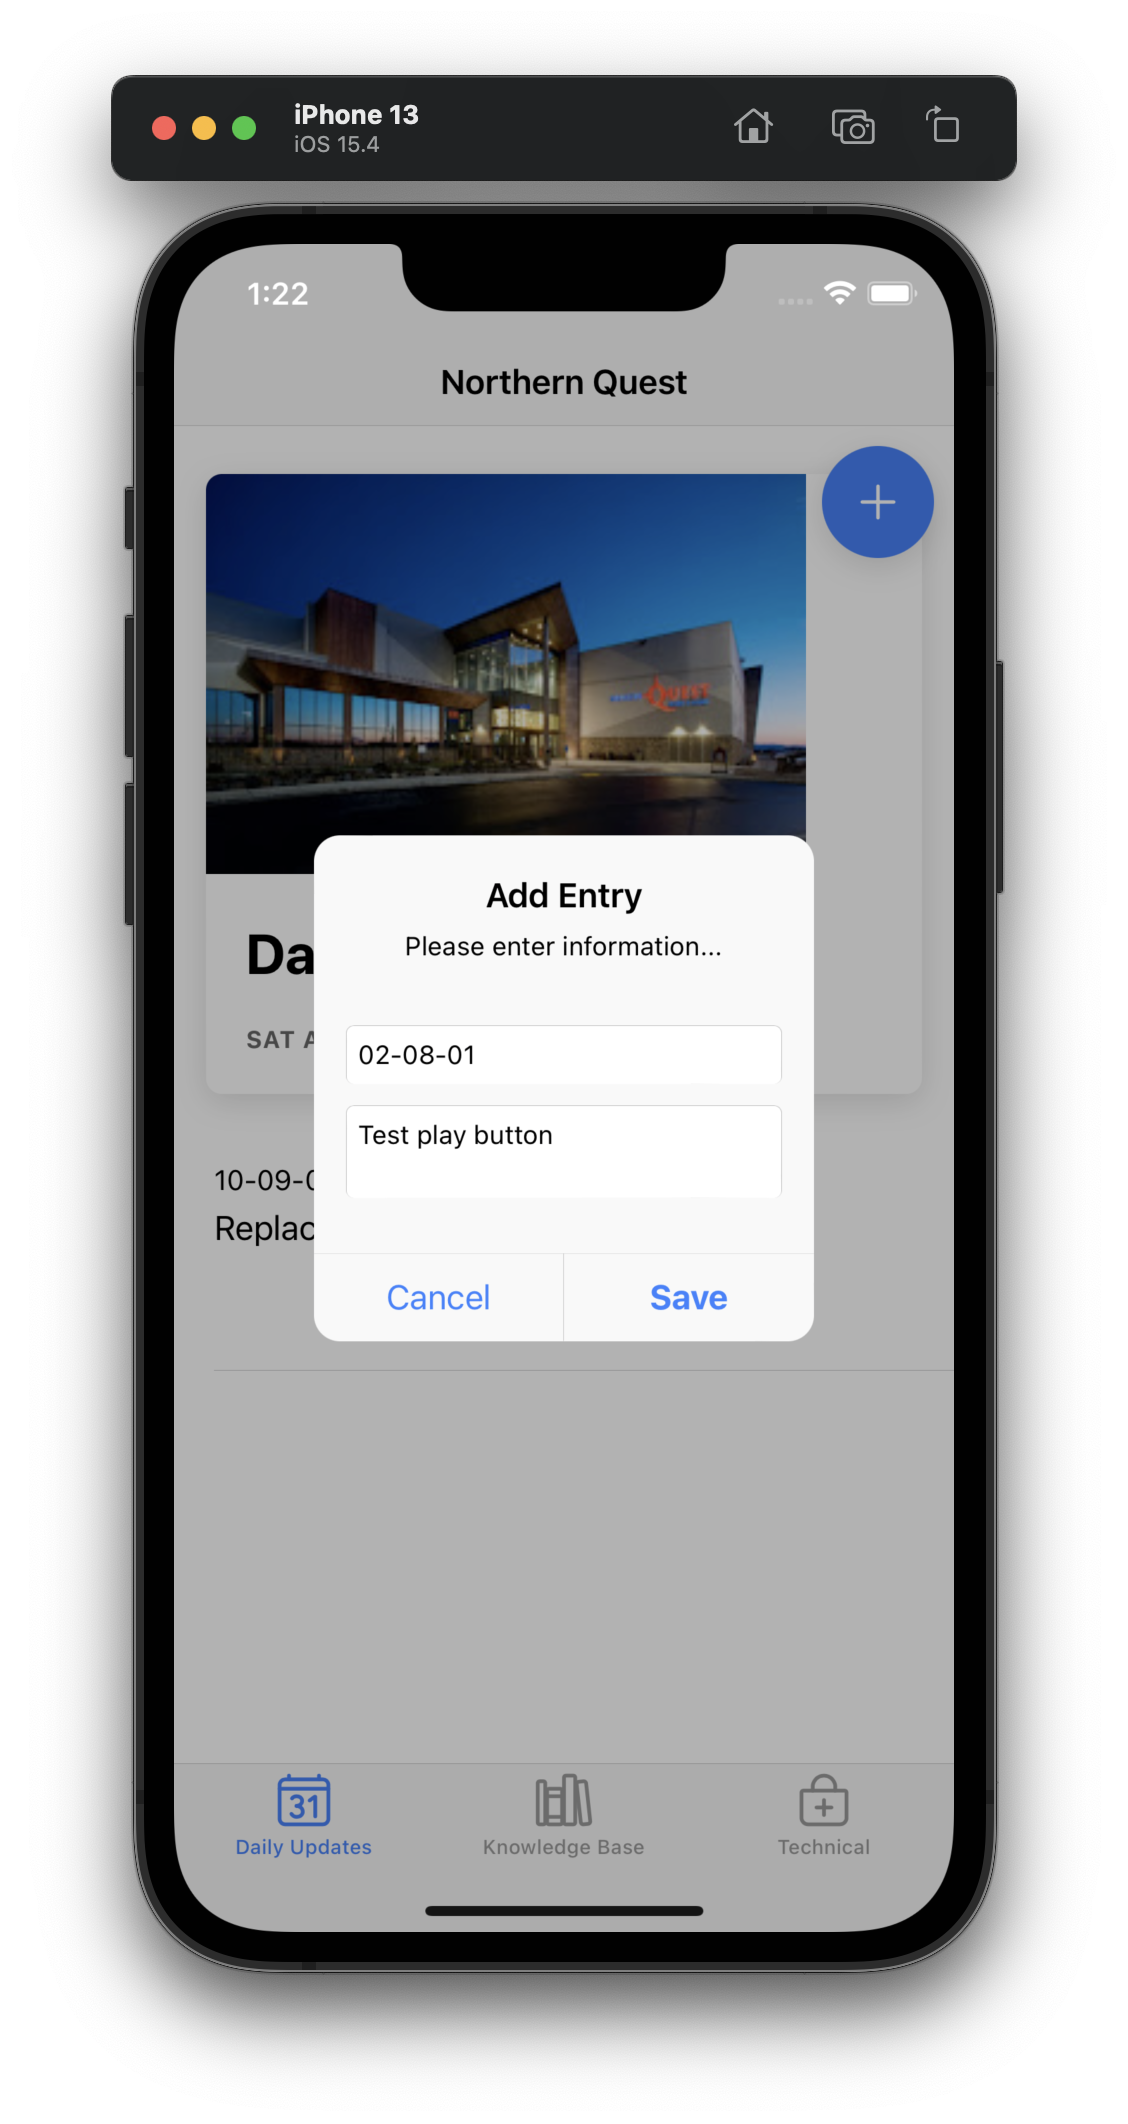 iPhone 13
iOS 15.4
1:22
Northern Quest
QUEST
Add Entry
Please enter information...
Da
SAT A
02-08-01
Test play button
10-09-0
Replac
Cancel
Save
31
Daily Updates
Knowledge Base
Technical